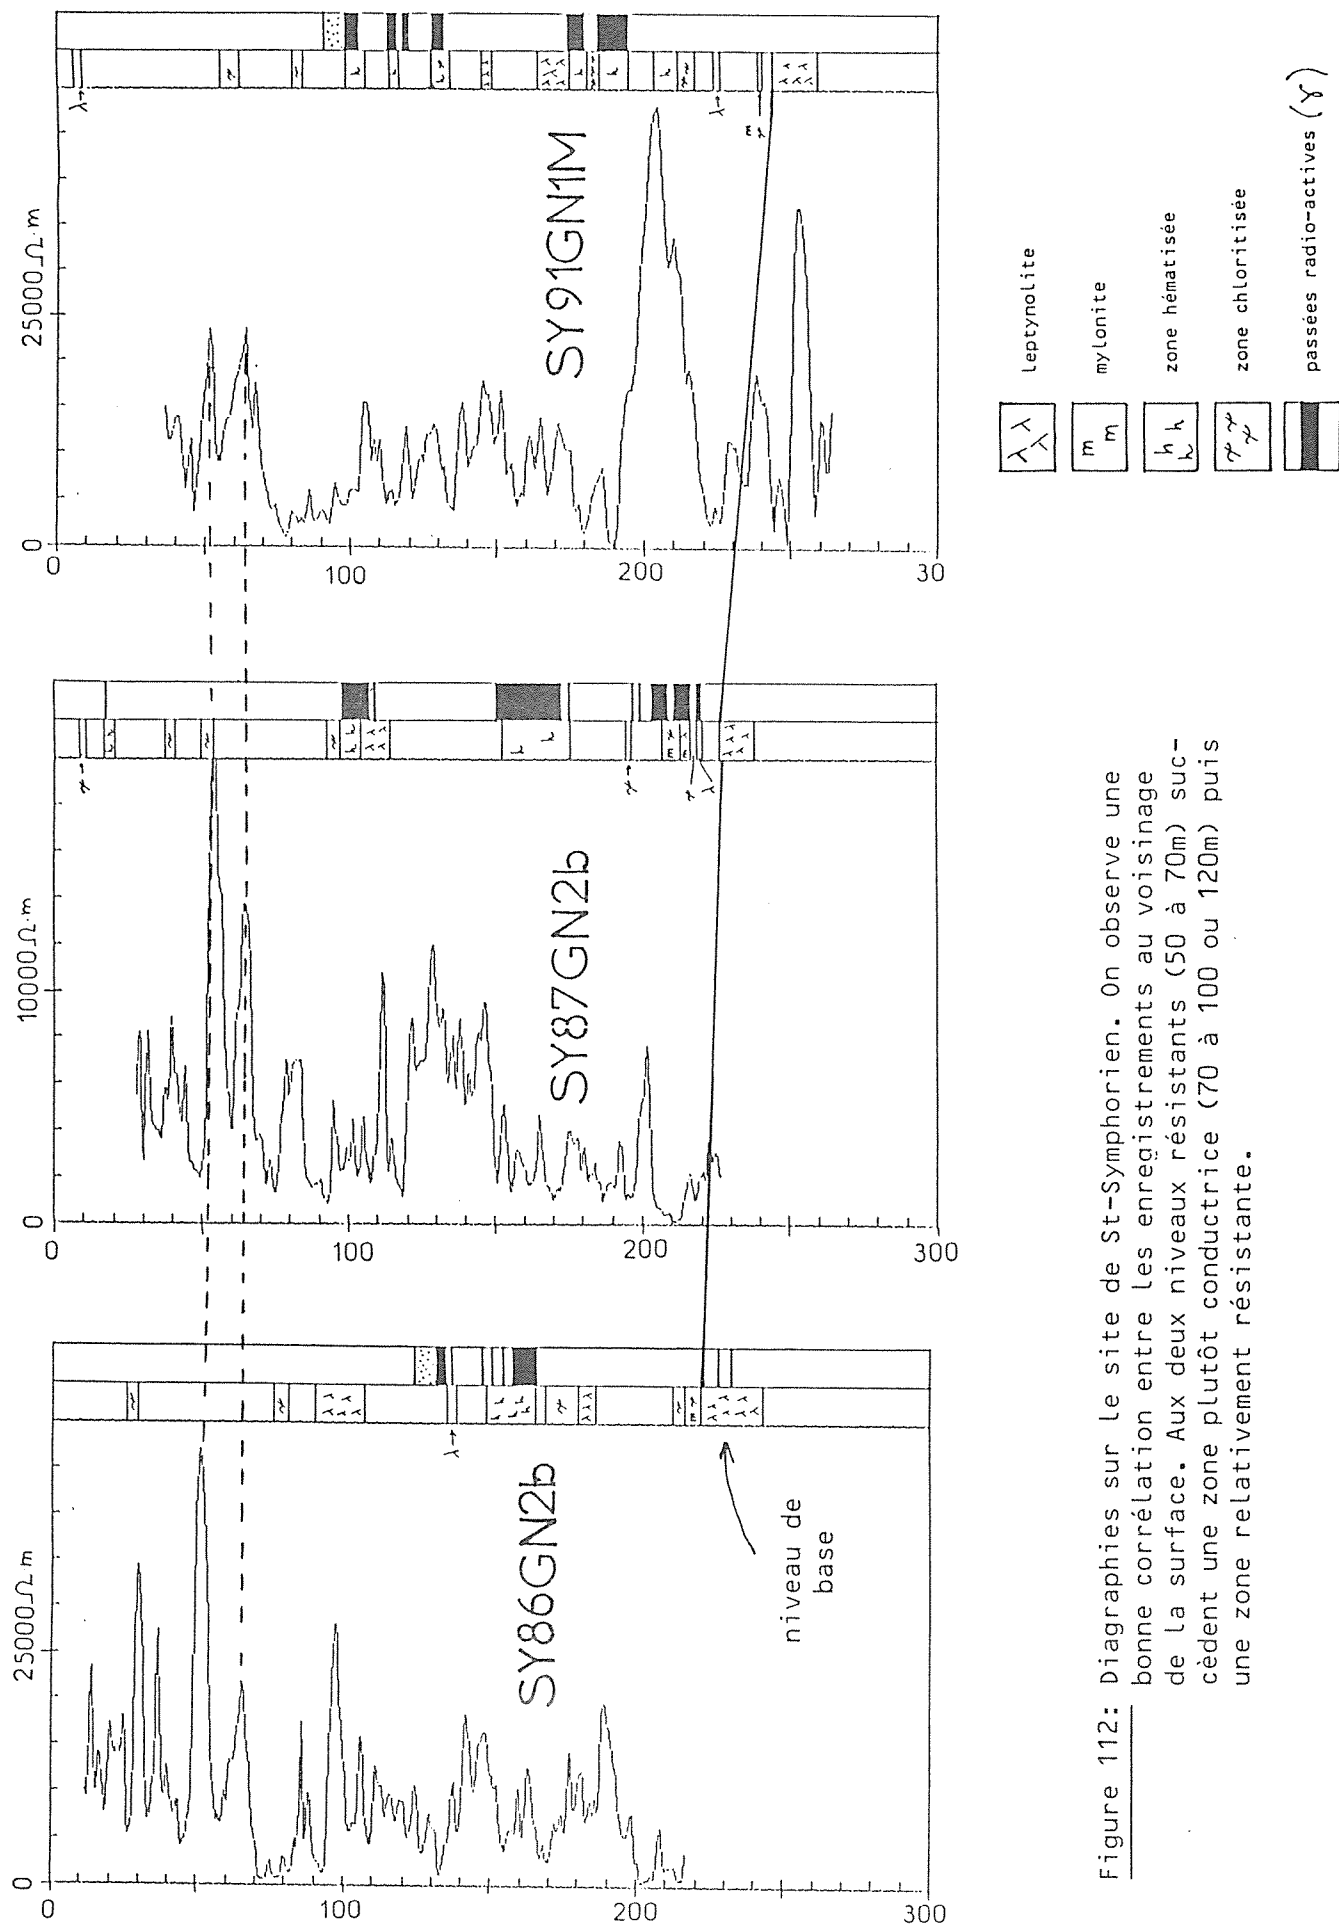 25000Ω.m
0
0
100
200
300
SY86GN2b
λ→
niveau de
base
10000Ω.m
0
0
100
200
300
SY87GN2b
λ
25000Ω.m
0
0
100
200
30
SY91GN1M
λ→
λ→
m
Figure 112: Diagraphies sur le site de St-Symphorien. On observe une
bonne corrélation entre les enregistrements au voisinage
de la surface. Aux deux niveaux résistants (50 à 70m) suc-
cèdent une zone plutôt conductrice (70 à 100 ou 120m) puis
une zone relativement résistante.
λ λ λ λ leptynolite
m m mylonite
h h h zone hématisée
zone chloritisée
passées radio-actives (γ)